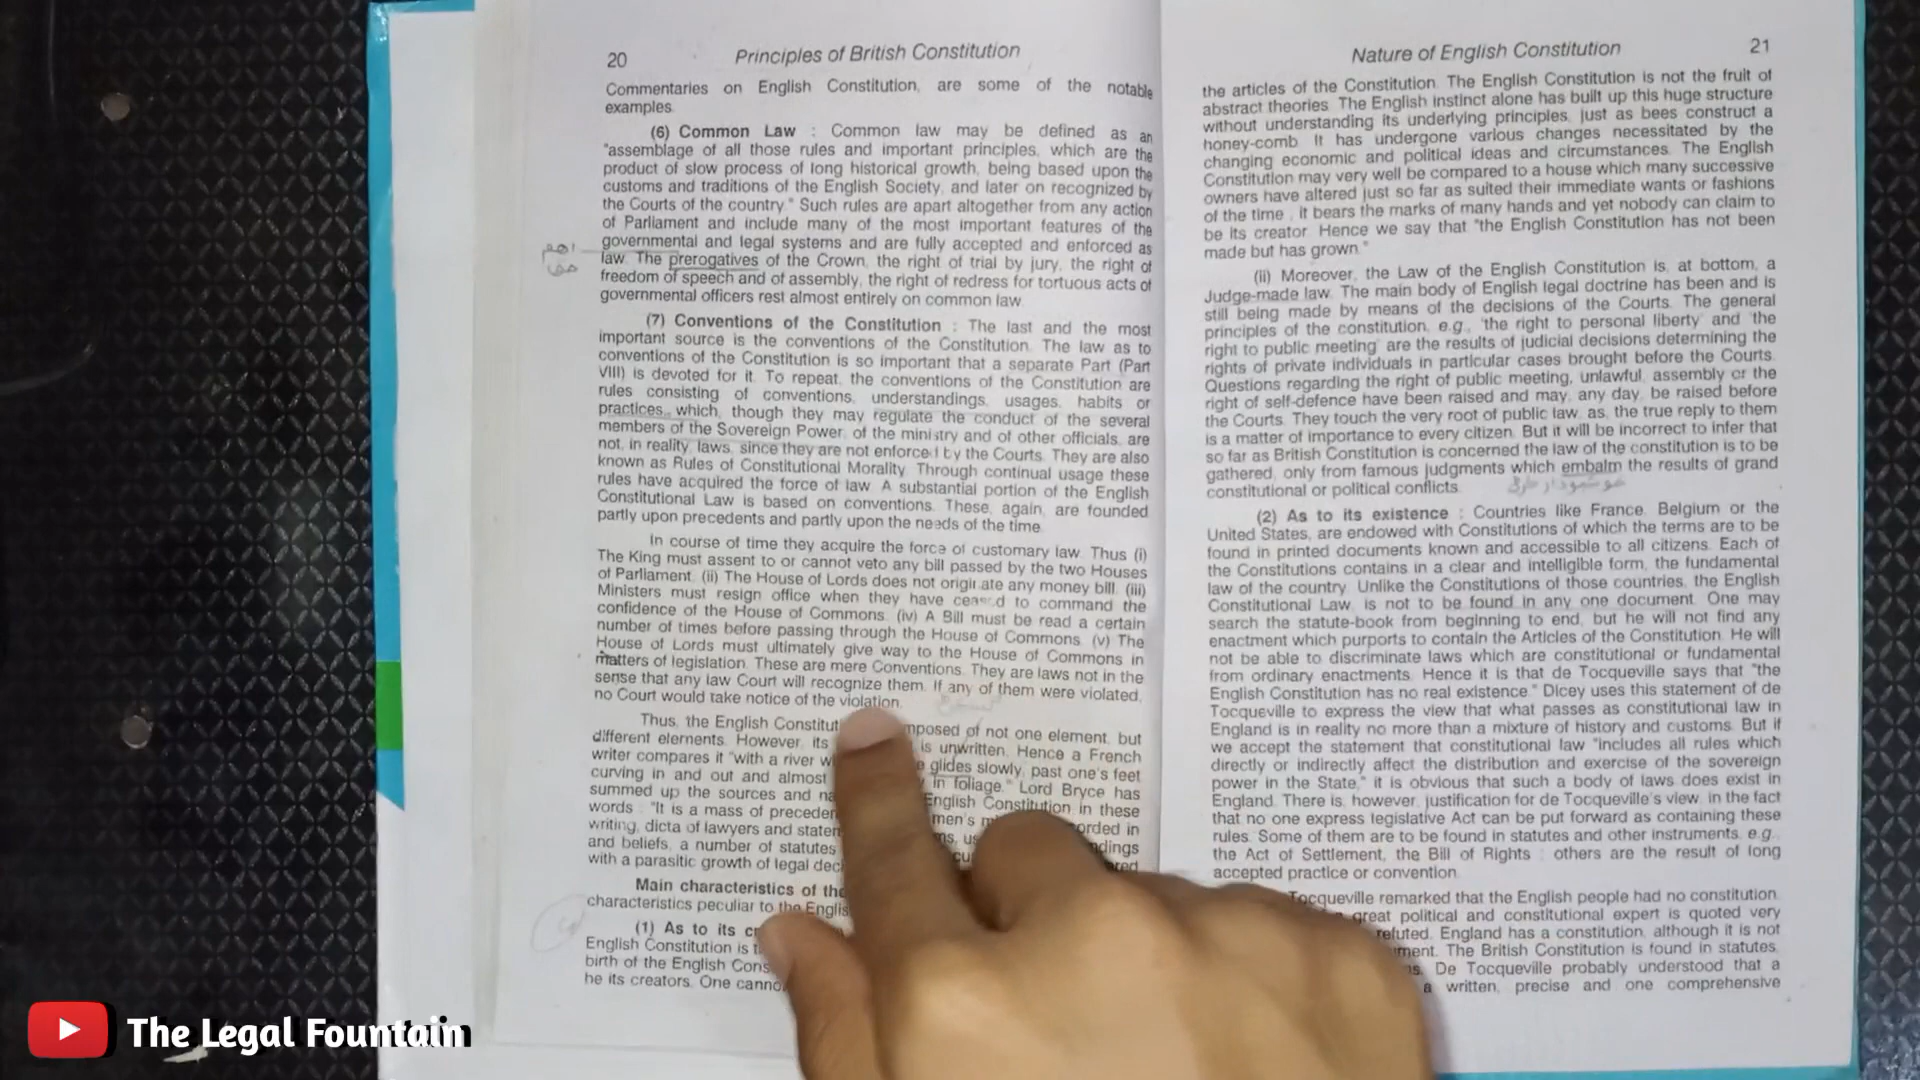 20 Principles of British Constitution
Commentaries on English Constitution, are some of the notable
examples.
(6) Common Law : Common law may be defined as an
"assemblage of all those rules and important principles, which are the
product of slow process of long historical growth, being based upon the
customs and traditions of the English Society, and later on recognized by
the Courts of the country." Such rules are apart altogether from any action
of Parliament and include many of the most important features of the
governmental and legal systems and are fully accepted and enforced as
law. The prerogatives of the Crown, the right of trial by jury, the right of
freedom of speech and of assembly, the right of redress for tortuous acts of
governmental officers rest almost entirely on common law.
(7) Conventions of the Constitution : The last and the most
important source is the conventions of the Constitution. The law as to
conventions of the Constitution is so important that a separate Part (Part
VIII) is devoted for it. To repeat, the conventions of the Constitution are
rules consisting of conventions, understandings, usages, habits or
practices, which, though they may regulate the conduct of the several
members of the Sovereign Power, of the ministry and of other officials, are
not, in reality, laws, since they are not enforced by the Courts. They are also
known as Rules of Constitutional Morality. Through continual usage these
rules have acquired the force of law. A substantial portion of the English
Constitutional Law is based on conventions. These, again, are founded
partly upon precedents and partly upon the needs of the time.
In course of time they acquire the force of customary law. Thus (i)
The King must assent to or cannot veto any bill passed by the two Houses
of Parliament. (ii) The House of Lords does not originate any money bill. (iii)
Ministers must resign office when they have ceased to command the
confidence of the House of Commons. (iv) A Bill must be read a certain
number of times before passing through the House of Commons. (v) The
House of Lords must ultimately give way to the House of Commons in
matters of legislation. These are mere Conventions. They are laws not in the
sense that any law Court will recognize them. If any of them were violated,
no Court would take notice of the violation.
Thus, the English Constitut mposed of not one element, but
different elements. However, its is unwritten. Hence a French
writer compares it "with a river w e glides slowly, past one's feet
curving in and out and almost in foliage." Lord Bryce has
summed up the sources and na English Constitution in these
words : "It is a mass of preceden men's m orded in
writing, dicta of lawyers and staten ms, us dings
and beliefs, a number of statutes
with a parasitic growth of legal dec
Main characteristics of the
characteristics peculiar to the Englis
(1) As to its cr
English Constitution is t
birth of the English Cons
be its creators. One canno
Nature of English Constitution 21
the articles of the Constitution. The English Constitution is not the fruit of
abstract theories. The English instinct alone has built up this huge structure
without understanding its underlying principles, just as bees construct a
honey-comb. It has undergone various changes necessitated by the
changing economic and political ideas and circumstances. The English
Constitution may very well be compared to a house which many successive
owners have altered just so far as suited their immediate wants or fashions
of the time ; it bears the marks of many hands and yet nobody can claim to
be its creator. Hence we say that "the English Constitution has not been
made but has grown."
(ii) Moreover, the Law of the English Constitution is, at bottom, a
Judge-made law. The main body of English legal doctrine has been and is
still being made by means of the decisions of the Courts. The general
principles of the constitution, e.g., 'the right to personal liberty' and 'the
right to public meeting' are the results of judicial decisions determining the
rights of private individuals in particular cases brought before the Courts.
Questions regarding the right of public meeting, unlawful, assembly or the
right of self-defence have been raised and may, any day, be raised before
the Courts. They touch the very root of public law, as, the true reply to them
is a matter of importance to every citizen. But it will be incorrect to infer that
so far as British Constitution is concerned the law of the constitution is to be
gathered, only from famous judgments which embalm the results of grand
constitutional or political conflicts.
(2) As to its existence : Countries like France, Belgium or the
United States, are endowed with Constitutions of which the terms are to be
found in printed documents known and accessible to all citizens. Each of
the Constitutions contains in a clear and intelligible form, the fundamental
law of the country. Unlike the Constitutions of those countries, the English
Constitutional Law, is not to be found in any one document. One may
search the statute-book from beginning to end, but he will not find any
enactment which purports to contain the Articles of the Constitution. He will
not be able to discriminate laws which are constitutional or fundamental
from ordinary enactments. Hence it is that de Tocqueville says that "the
English Constitution has no real existence." Dicey uses this statement of de
Tocqueville to express the view that what passes as constitutional law in
England is in reality no more than a mixture of history and customs. But if
we accept the statement that constitutional law "includes all rules which
directly or indirectly affect the distribution and exercise of the sovereign
power in the State," it is obvious that such a body of laws does exist in
England. There is, however, justification for de Tocqueville's view, in the fact
that no one express legislative Act can be put forward as containing these
rules. Some of them are to be found in statutes and other instruments, e.g.,
the Act of Settlement, the Bill of Rights ; others are the result of long
accepted practice or convention.
Tocqueville remarked that the English people had no constitution.
great political and constitutional expert is quoted very
refuted. England has a constitution, although it is not
ment. The British Constitution is found in statutes,
ns. De Tocqueville probably understood that a
a written, precise and one comprehensive
The Legal Fountain